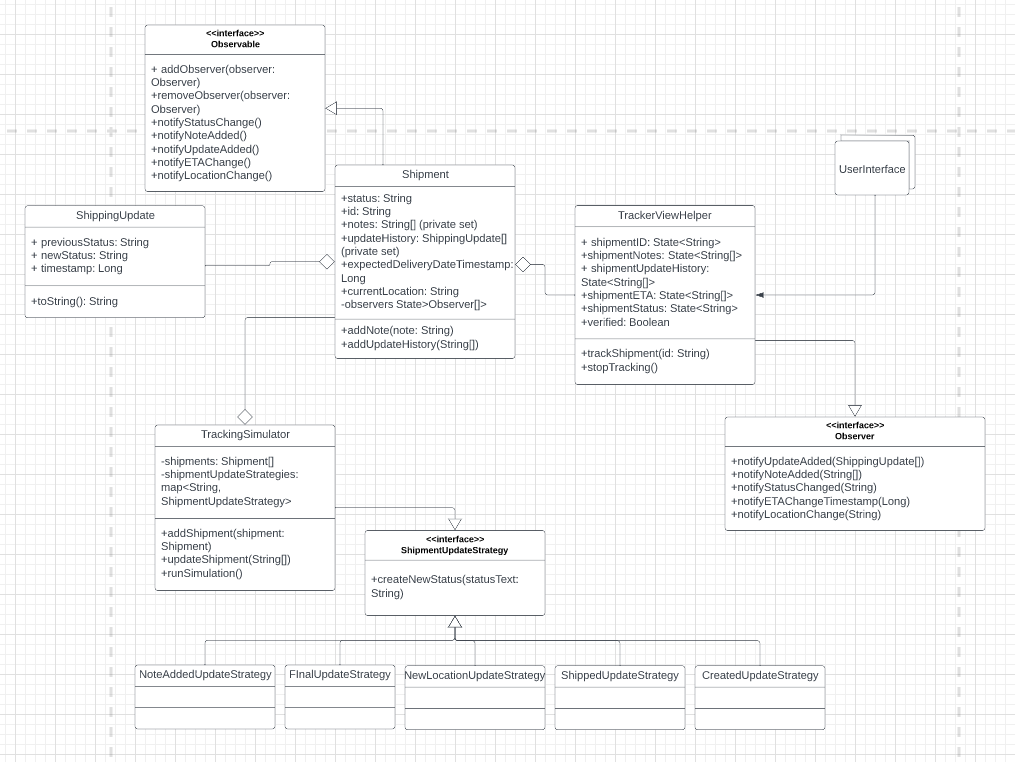 <<interface>>
Observable
+ addObserver(observer:
Observer)
+removeObserver(observer:
Observer)
+notifyStatusChange()
+notifyNoteAdded()
+notifyUpdateAdded()
+notifyETAChange()
+notifyLocationChange()
UserInterface
Shipment
+status: String
+id: String
+notes: String[] (private set)
+updateHistory: ShippingUpdate[]
(private set)
+expectedDeliveryDateTimestamp:
Long
+currentLocation: String
-observers State>Observer[]>
+addNote(note: String)
+addUpdateHistory(String[])
ShippingUpdate
+ previousStatus: String
+ newStatus: String
+ timestamp: Long
+toString(): String
TrackerViewHelper
+ shipmentID: State<String>
+shipmentNotes: State<String[]>
+ shipmentUpdateHistory:
State<String[]>
+shipmentETA: State<String[]>
+shipmentStatus: State<String>
+verified: Boolean
+trackShipment(id: String)
+stopTracking()
<<interface>>
Observer
+notifyUpdateAdded(ShippingUpdate[])
+notifyNoteAdded(String[])
+notifyStatusChanged(String)
+notifyETAChangeTimestamp(Long)
+notifyLocationChange(String)
TrackingSimulator
-shipments: Shipment[]
-shipmentUpdateStrategies:
map<String,
ShipmentUpdateStrategy>
+addShipment(shipment:
Shipment)
+updateShipment(String[])
+runSimulation()
<<interface>>
ShipmentUpdateStrategy
+createNewStatus(statusText:
String)
NoteAddedUpdateStrategy
FInalUpdateStrategy
NewLocationUpdateStrategy
ShippedUpdateStrategy
CreatedUpdateStrategy